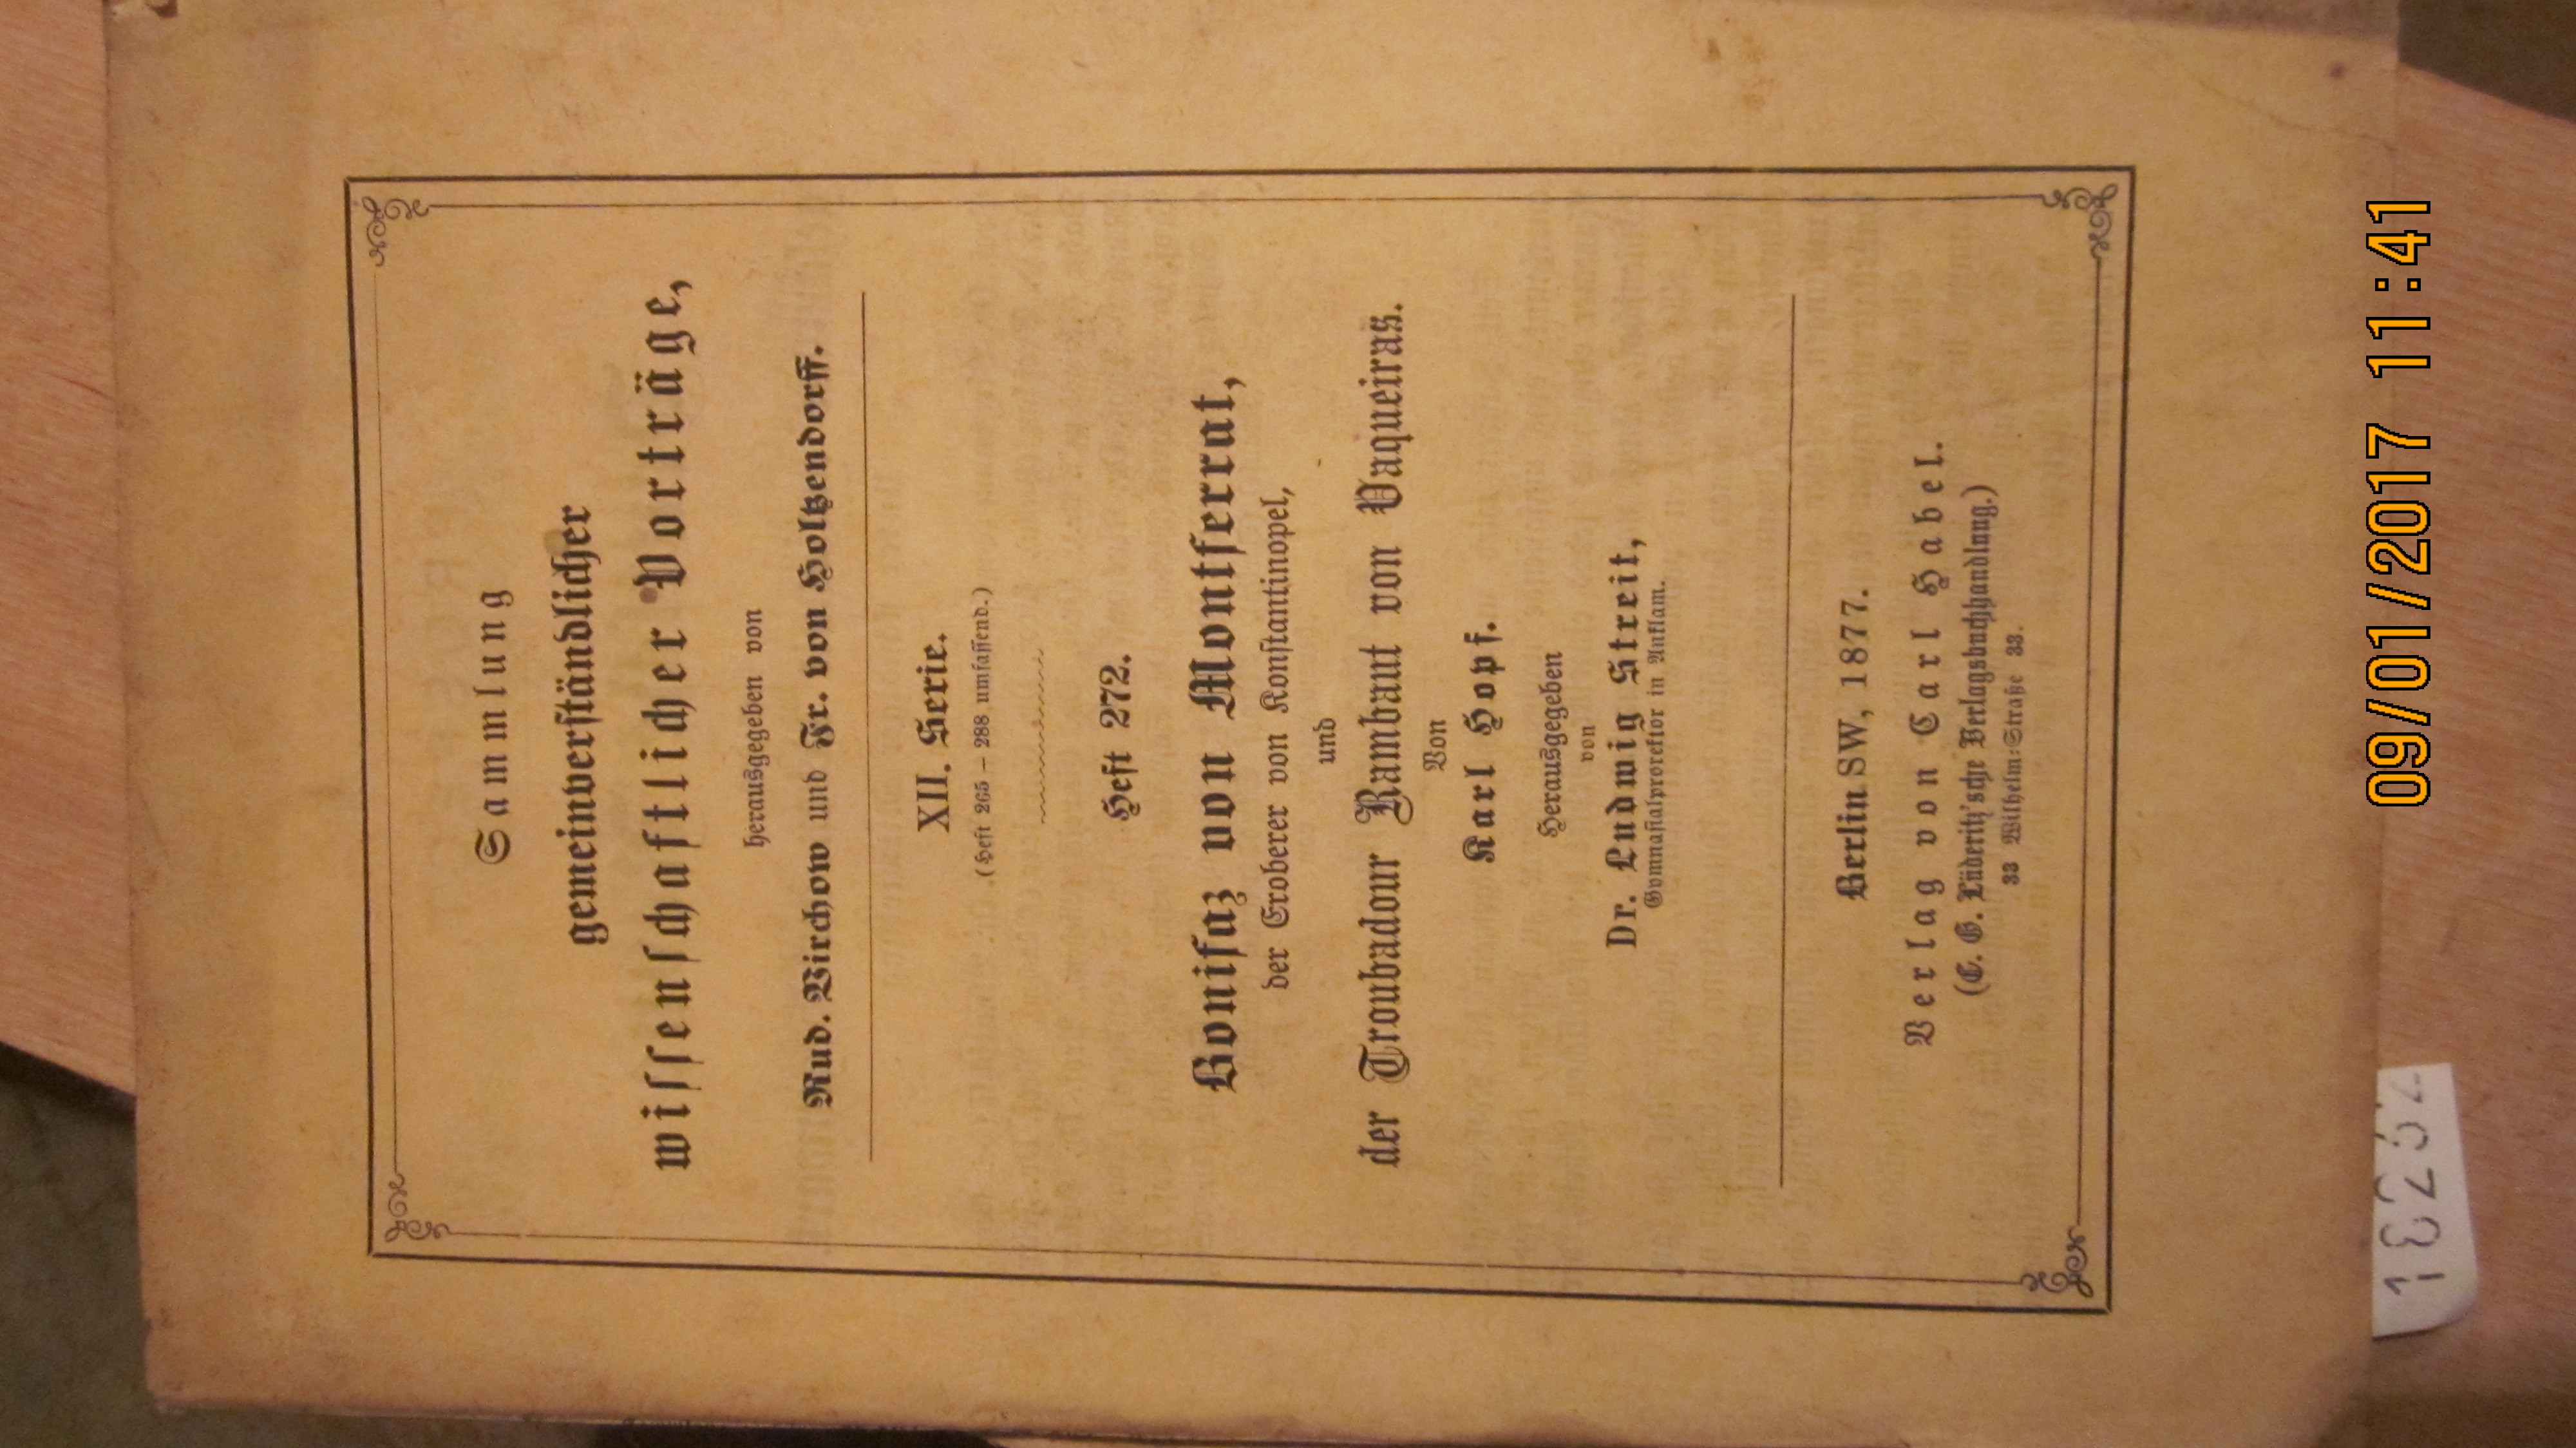 Sammlung
gemeinverständlicher
wissenschaftlicher Vorträge,
herausgegeben von
Rud. Virchow und Fr. von Holtzendorff.
XII. Serie.
(Heft 265 – 288 umfassend.)
Heft 272.
Bonifaz von Montferrat,
der Eroberer von Konstantinopel,
und
der Troubadour Rambaut von Vaqueiras.
Von
Karl Hopf.
Herausgegeben
von
Dr. Ludwig Streit,
Gymnasialprorektor in Anklam.
Berlin SW, 1877.
Verlag von Carl Habel.
(C. G. Lüderitz'sche Verlagsbuchhandlung.)
33 Wilhelm-Straße 33.
09/01/2017 11:41